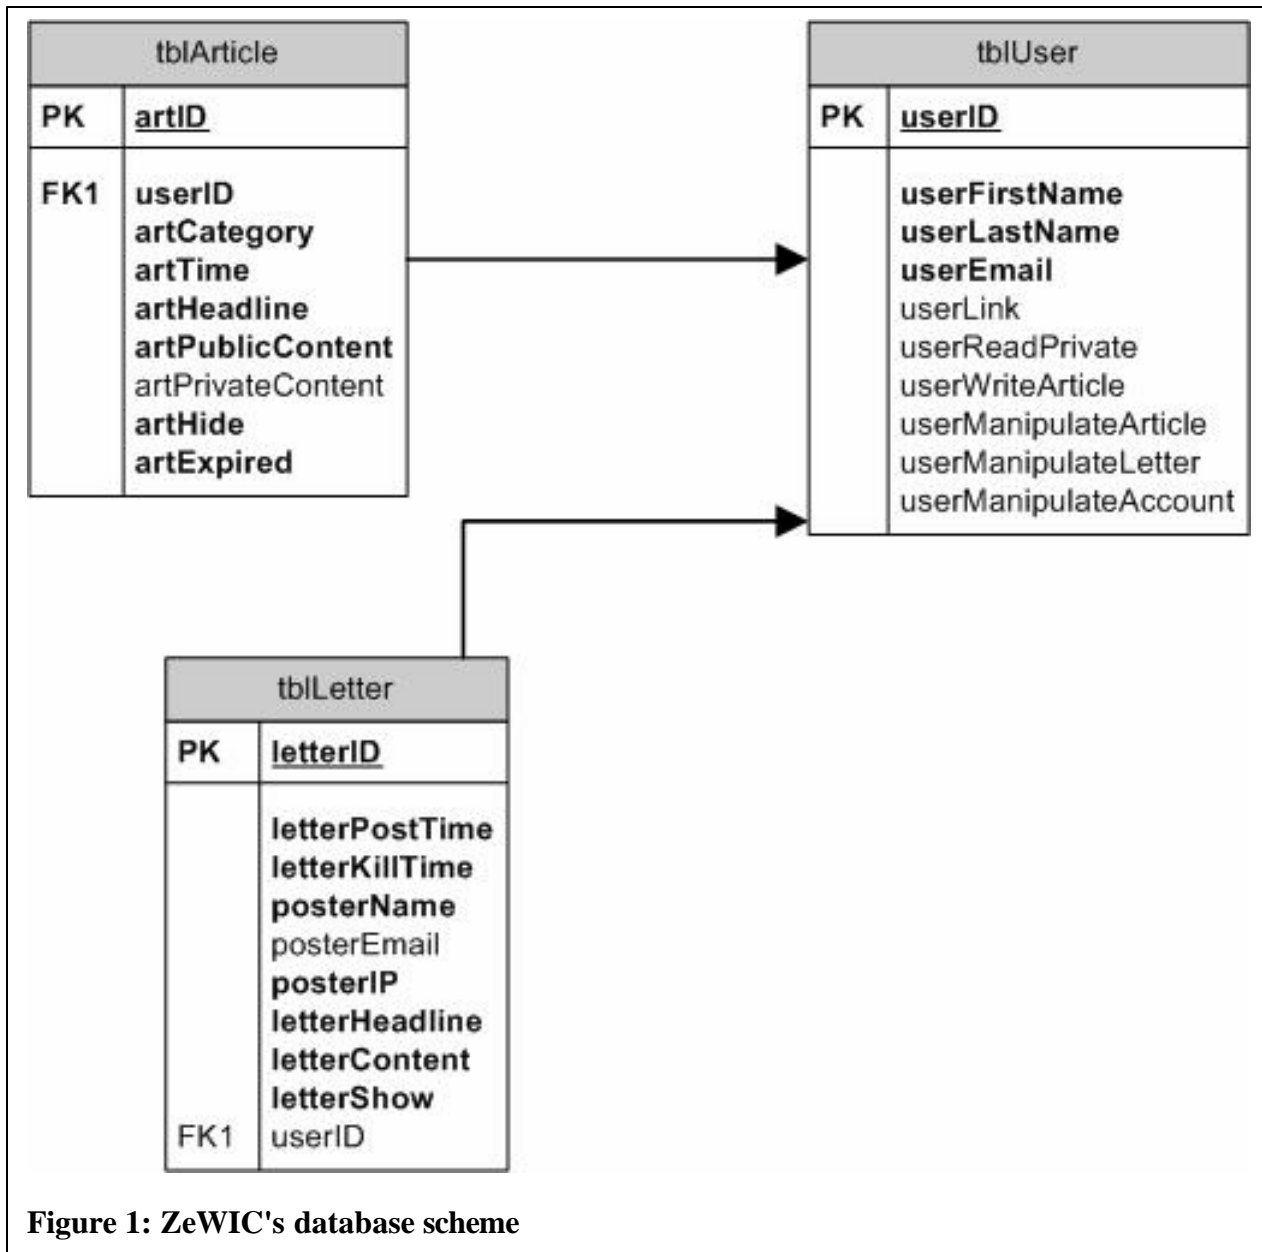 tblArticle
PK artID
FK1 userID
artCategory
artTime
artHeadline
artPublicContent
artPrivateContent
artHide
artExpired
tblUser
PK userID
userFirstName
userLastName
userEmail
userLink
userReadPrivate
userWriteArticle
userManipulateArticle
userManipulateLetter
userManipulateAccount
tblLetter
PK letterID
letterPostTime
letterKillTime
posterName
posterEmail
posterIP
letterHeadline
letterContent
letterShow
FK1 userID
Figure 1: ZeWIC's database scheme